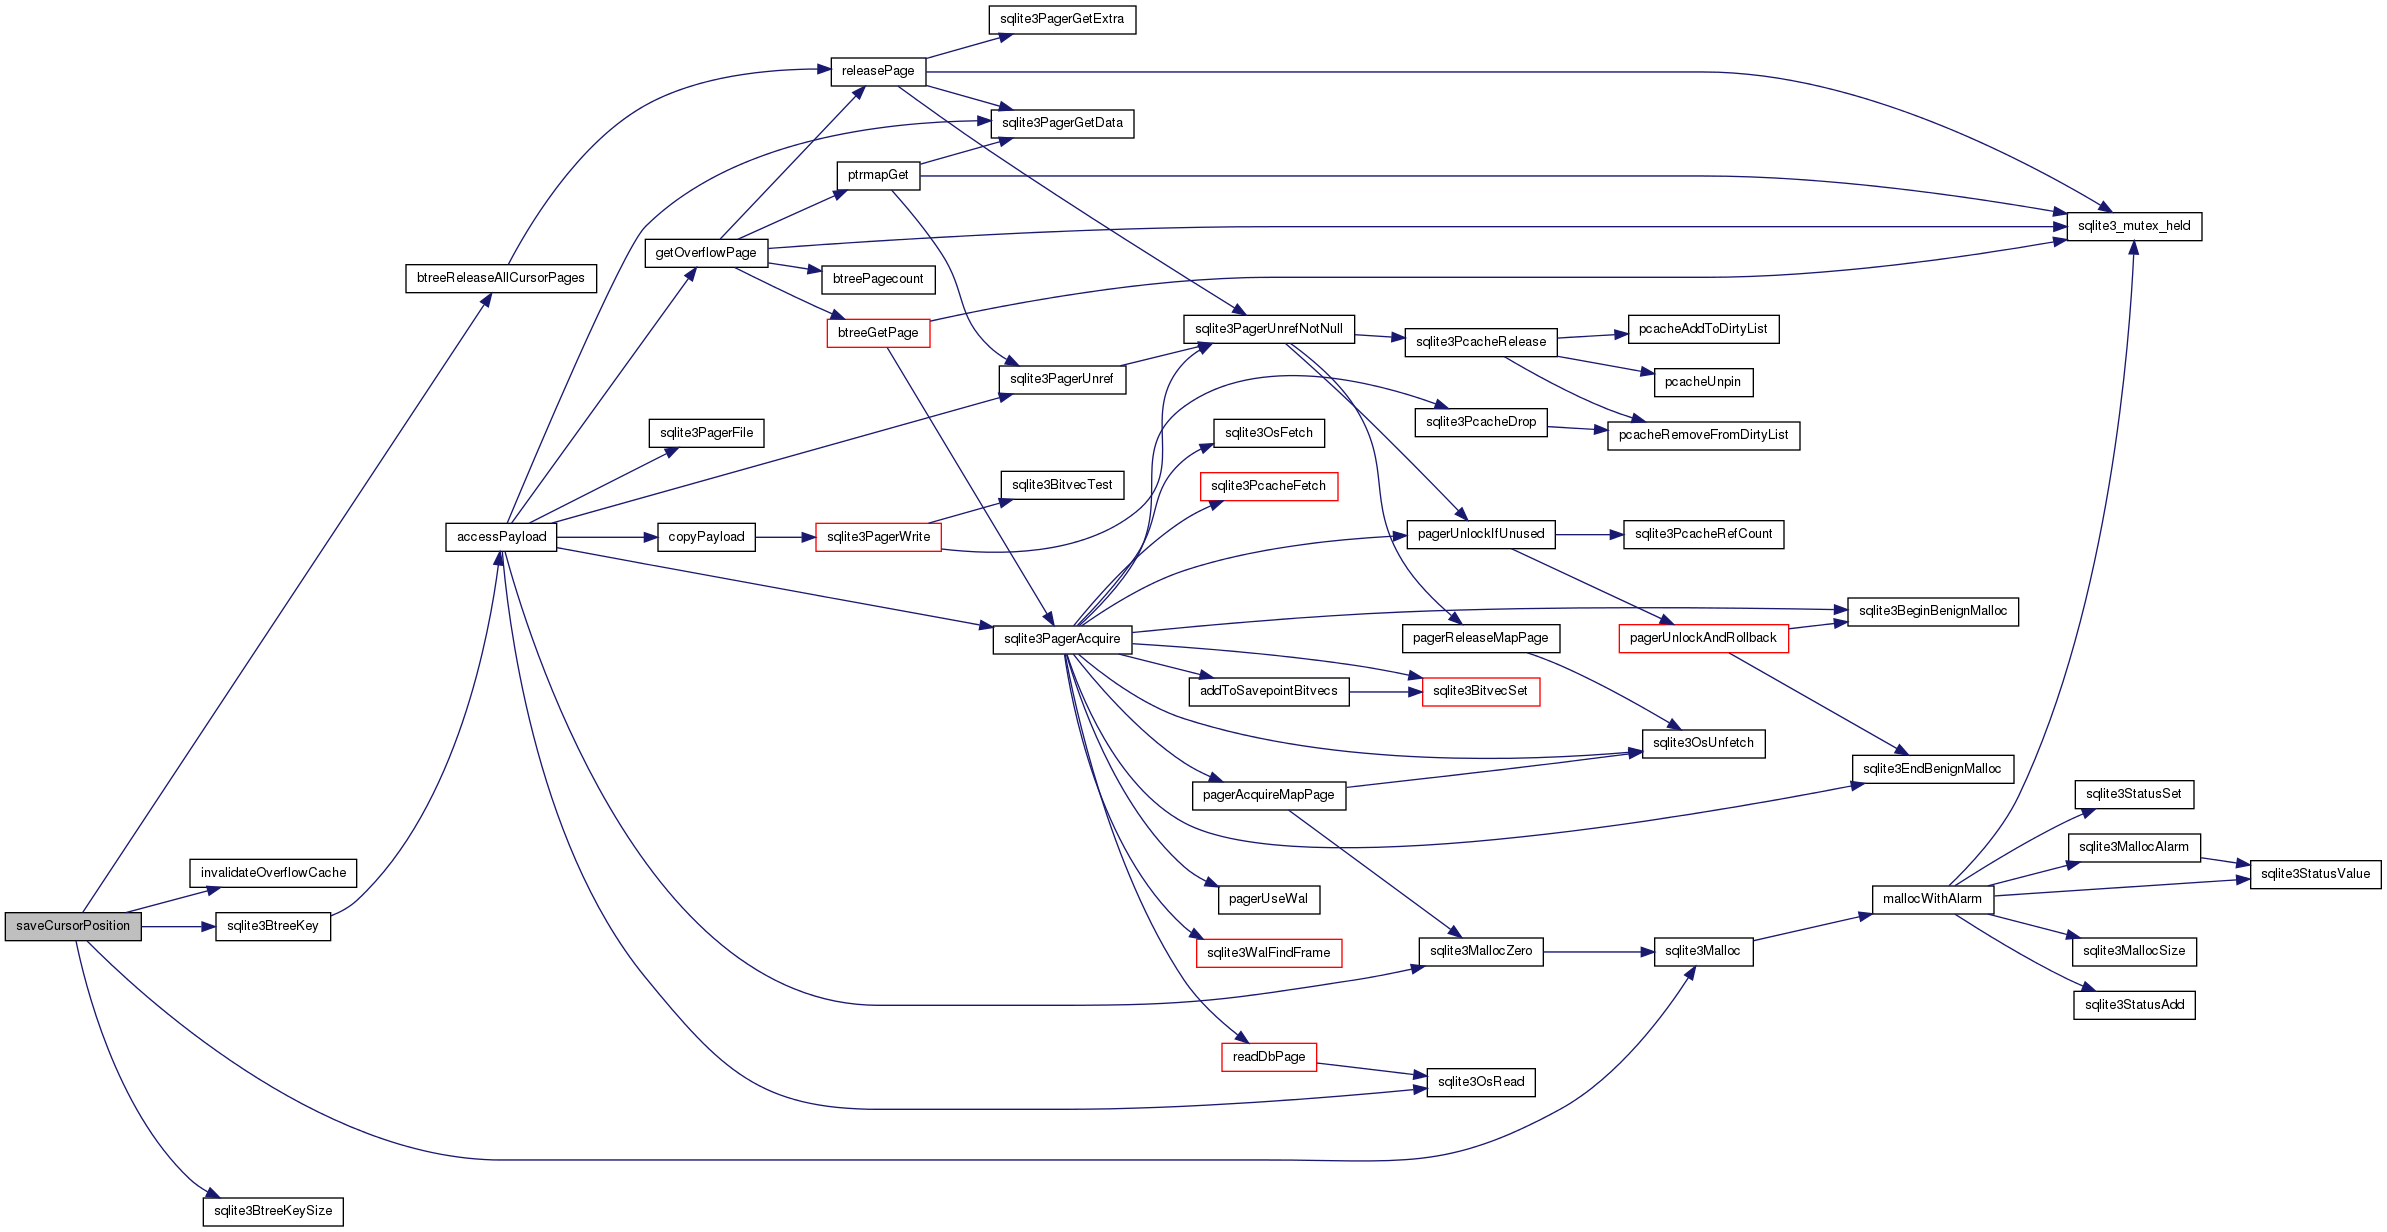 sqlite3PagerGetExtra
releasePage
sqlite3PagerGetData
ptrmapGet
sqlite3_mutex_held
getOverflowPage
btreeReleaseAllCursorPages
btreePagecount
btreeGetPage
sqlite3PagerUnrefNotNull
pcacheAddToDirtyList
sqlite3PcacheRelease
sqlite3PagerUnref
pcacheUnpin
sqlite3PcacheDrop
sqlite3PagerFile
sqlite3OsFetch
pcacheRemoveFromDirtyList
sqlite3BitvecTest
sqlite3PcacheFetch
accessPayload
copyPayload
sqlite3PagerWrite
pagerUnlockIfUnused
sqlite3PcacheRefCount
sqlite3BeginBenignMalloc
sqlite3PagerAcquire
pagerReleaseMapPage
pagerUnlockAndRollback
addToSavepointBitvecs
sqlite3BitvecSet
sqlite3OsUnfetch
sqlite3EndBenignMalloc
pagerAcquireMapPage
sqlite3StatusSet
sqlite3MallocAlarm
invalidateOverflowCache
sqlite3StatusValue
pagerUseWal
mallocWithAlarm
saveCursorPosition
sqlite3BtreeKey
sqlite3WalFindFrame
sqlite3MallocZero
sqlite3Malloc
sqlite3MallocSize
sqlite3StatusAdd
readDbPage
sqlite3OsRead
sqlite3BtreeKeySize